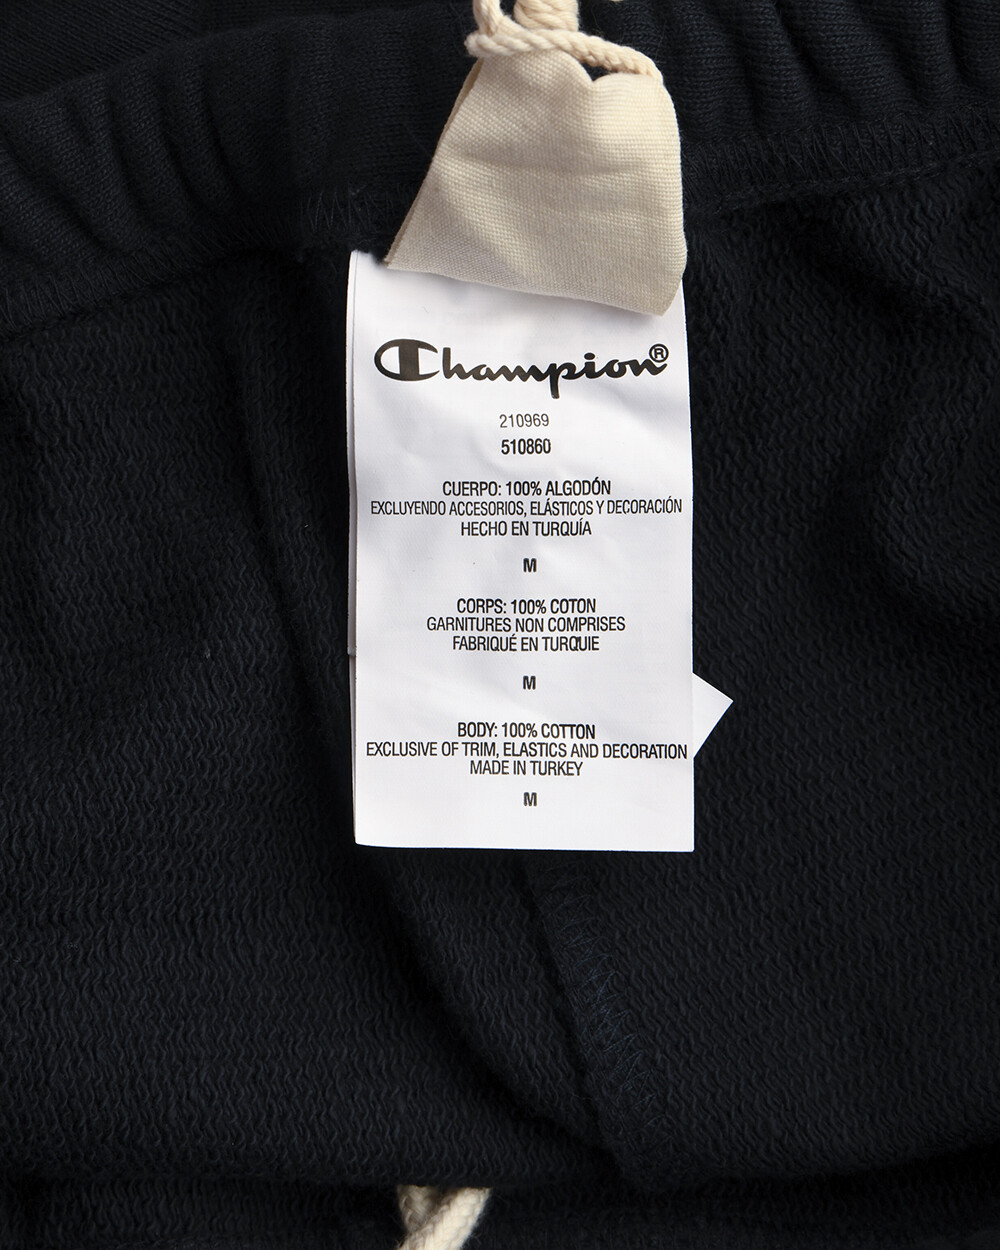 Champion®
210969
510860
CUERPO: 100% ALGODÓN
EXCLUYENDO ACCESORIOS, ELÁSTICOS Y DECORACIÓN
HECHO EN TURQUÍA
M
CORPS: 100% COTON
GARNITURES NON COMPRISES
FABRIQUÉ EN TURQUIE
M
BODY: 100% COTTON
EXCLUSIVE OF TRIM, ELASTICS AND DECORATION
MADE IN TURKEY
M